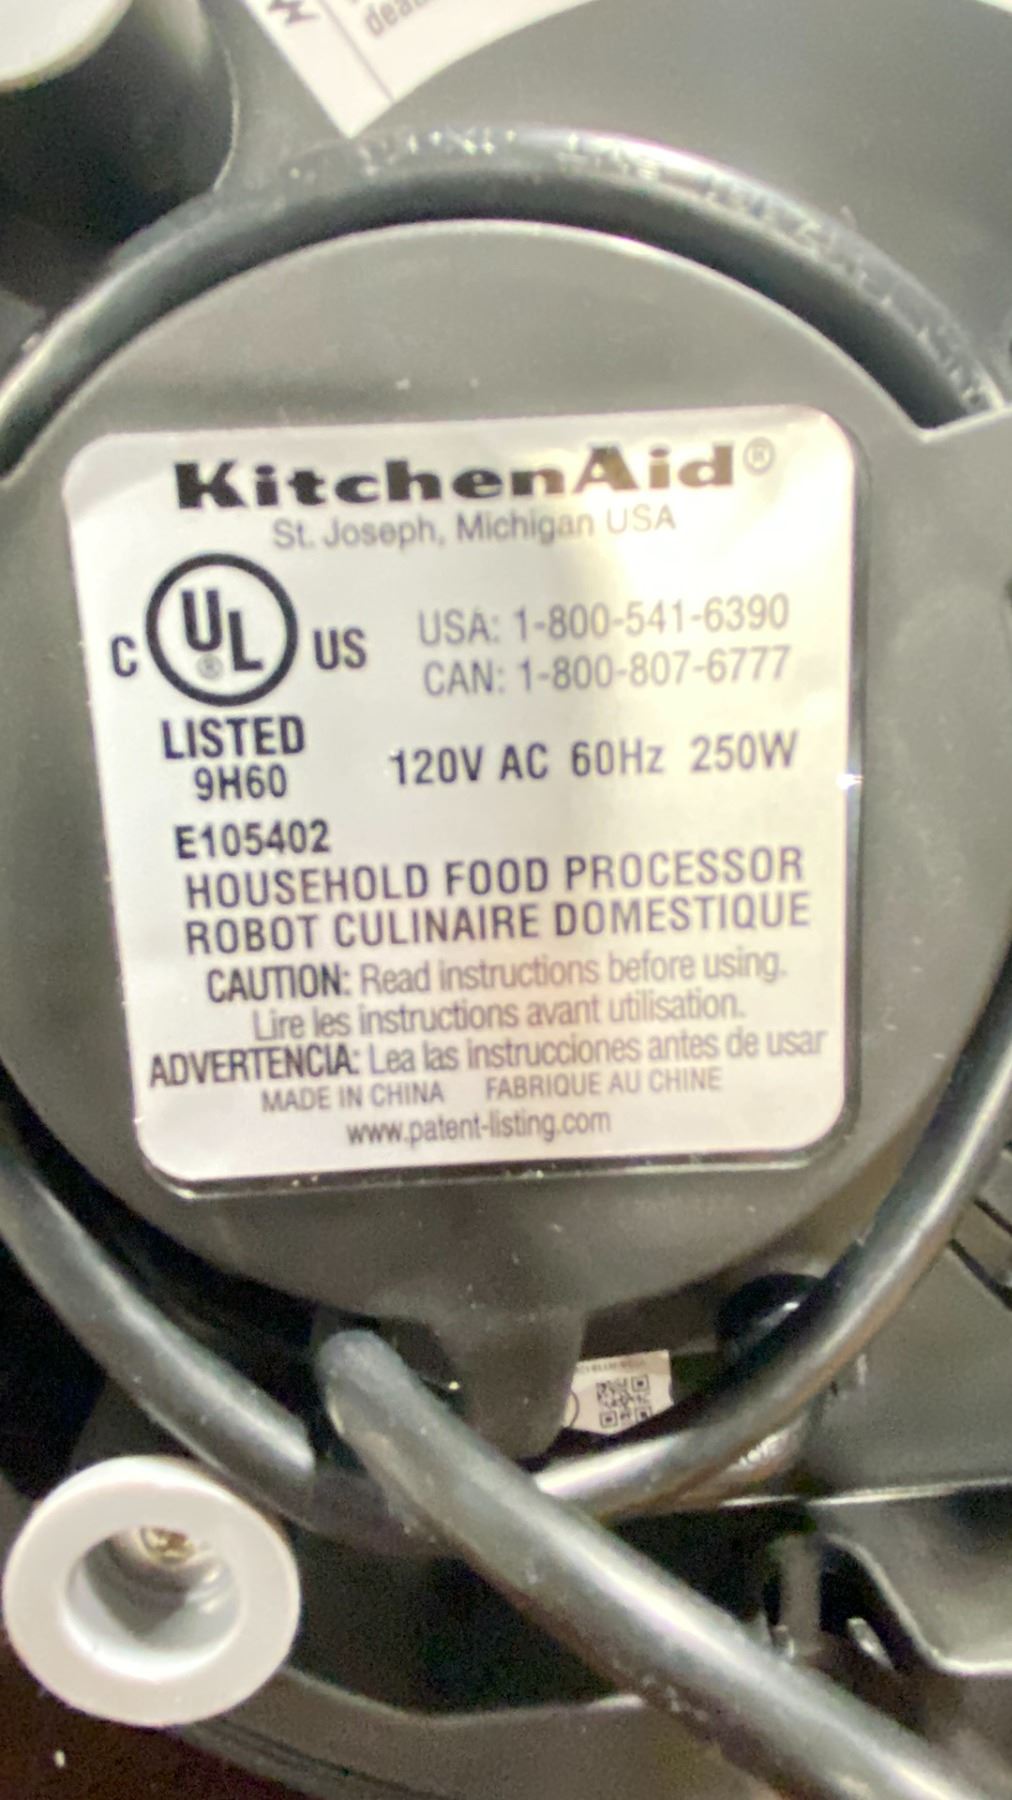 KitchenAid®
St. Joseph, Michigan USA
C UL® US
USA: 1-800-541-6390
CAN: 1-800-807-6777
LISTED
9H60
120V AC 60Hz 250W
E105402
HOUSEHOLD FOOD PROCESSOR
ROBOT CULINAIRE DOMESTIQUE
CAUTION: Read instructions before using.
Lire les instructions avant utilisation.
ADVERTENCIA: Lea las instrucciones antes de usar
MADE IN CHINA FABRIQUE AU CHINE
www.patent-listing.com